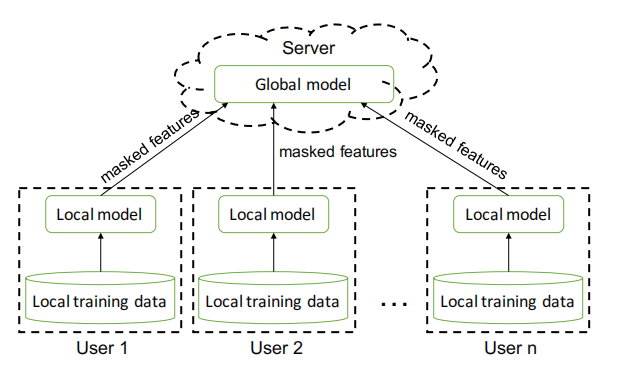 Server
Global model
masked features
masked features
masked features
Local model
Local model
Local model
Local training data
Local training data
...
Local training data
User 1
User 2
User n